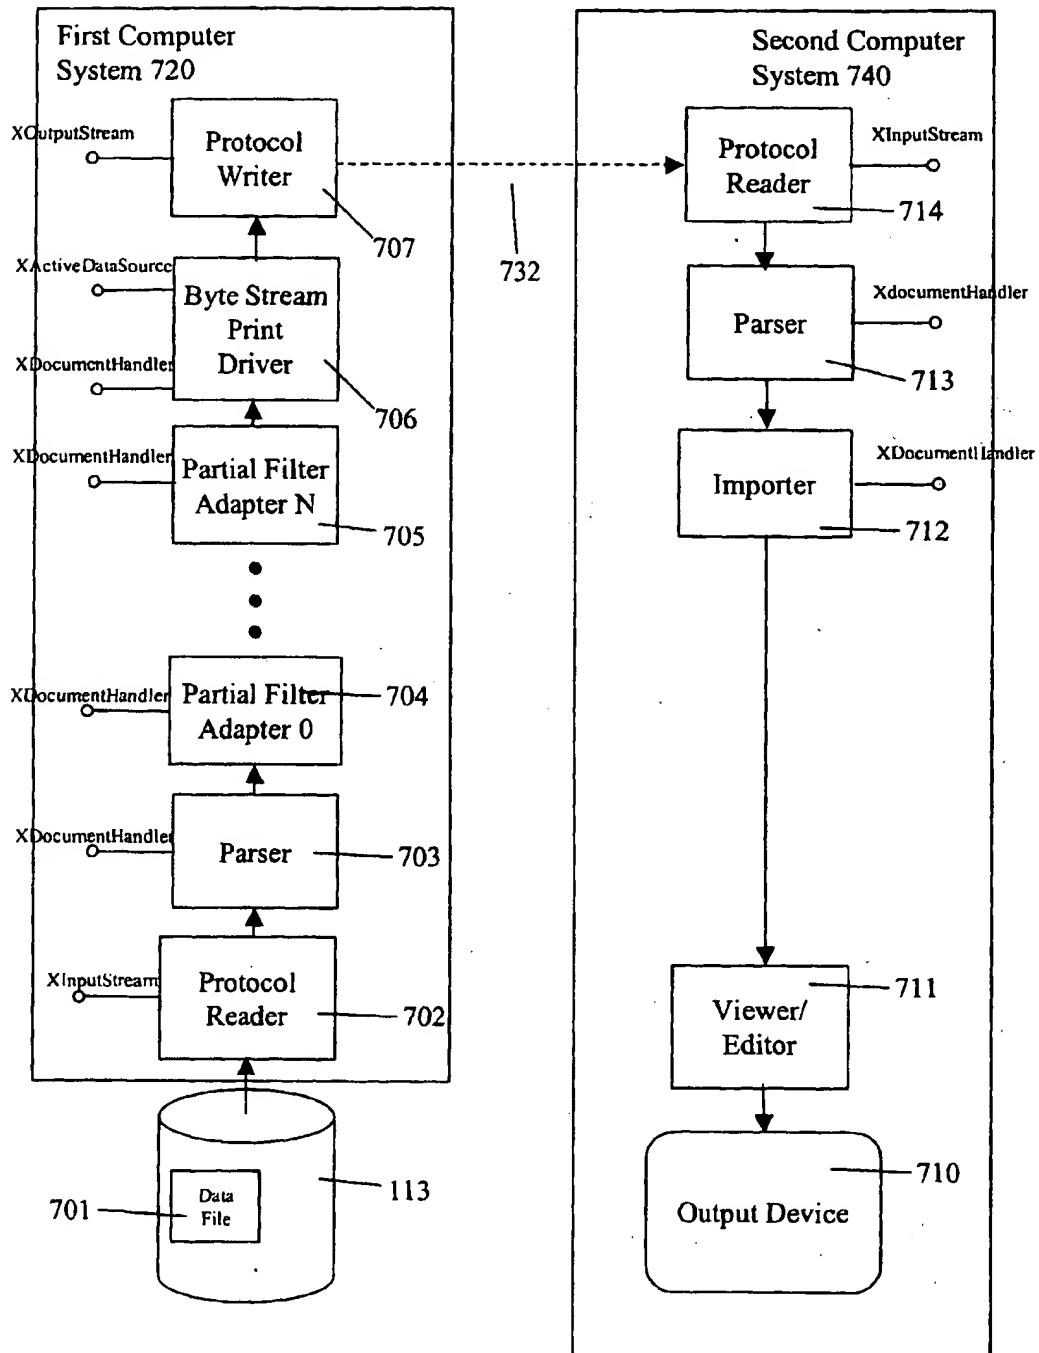 First Computer
System 720
XOutputStream
Protocol
Writer
707
XActiveDataSource
Byte Stream
Print
Driver
XDocumentHandler
706
XDocumentHandler
Partial Filter
Adapter N
705
XDocumentHandler
Partial Filter
Adapter 0
704
XDocumentHandler
Parser
703
XInputStream
Protocol
Reader
702
701
Data
File
113
732
Second Computer
System 740
Protocol
Reader
XInputStream
714
Parser
XdocumentHandler
713
Importer
XDocumentHandler
712
Viewer/
Editor
711
Output Device
710